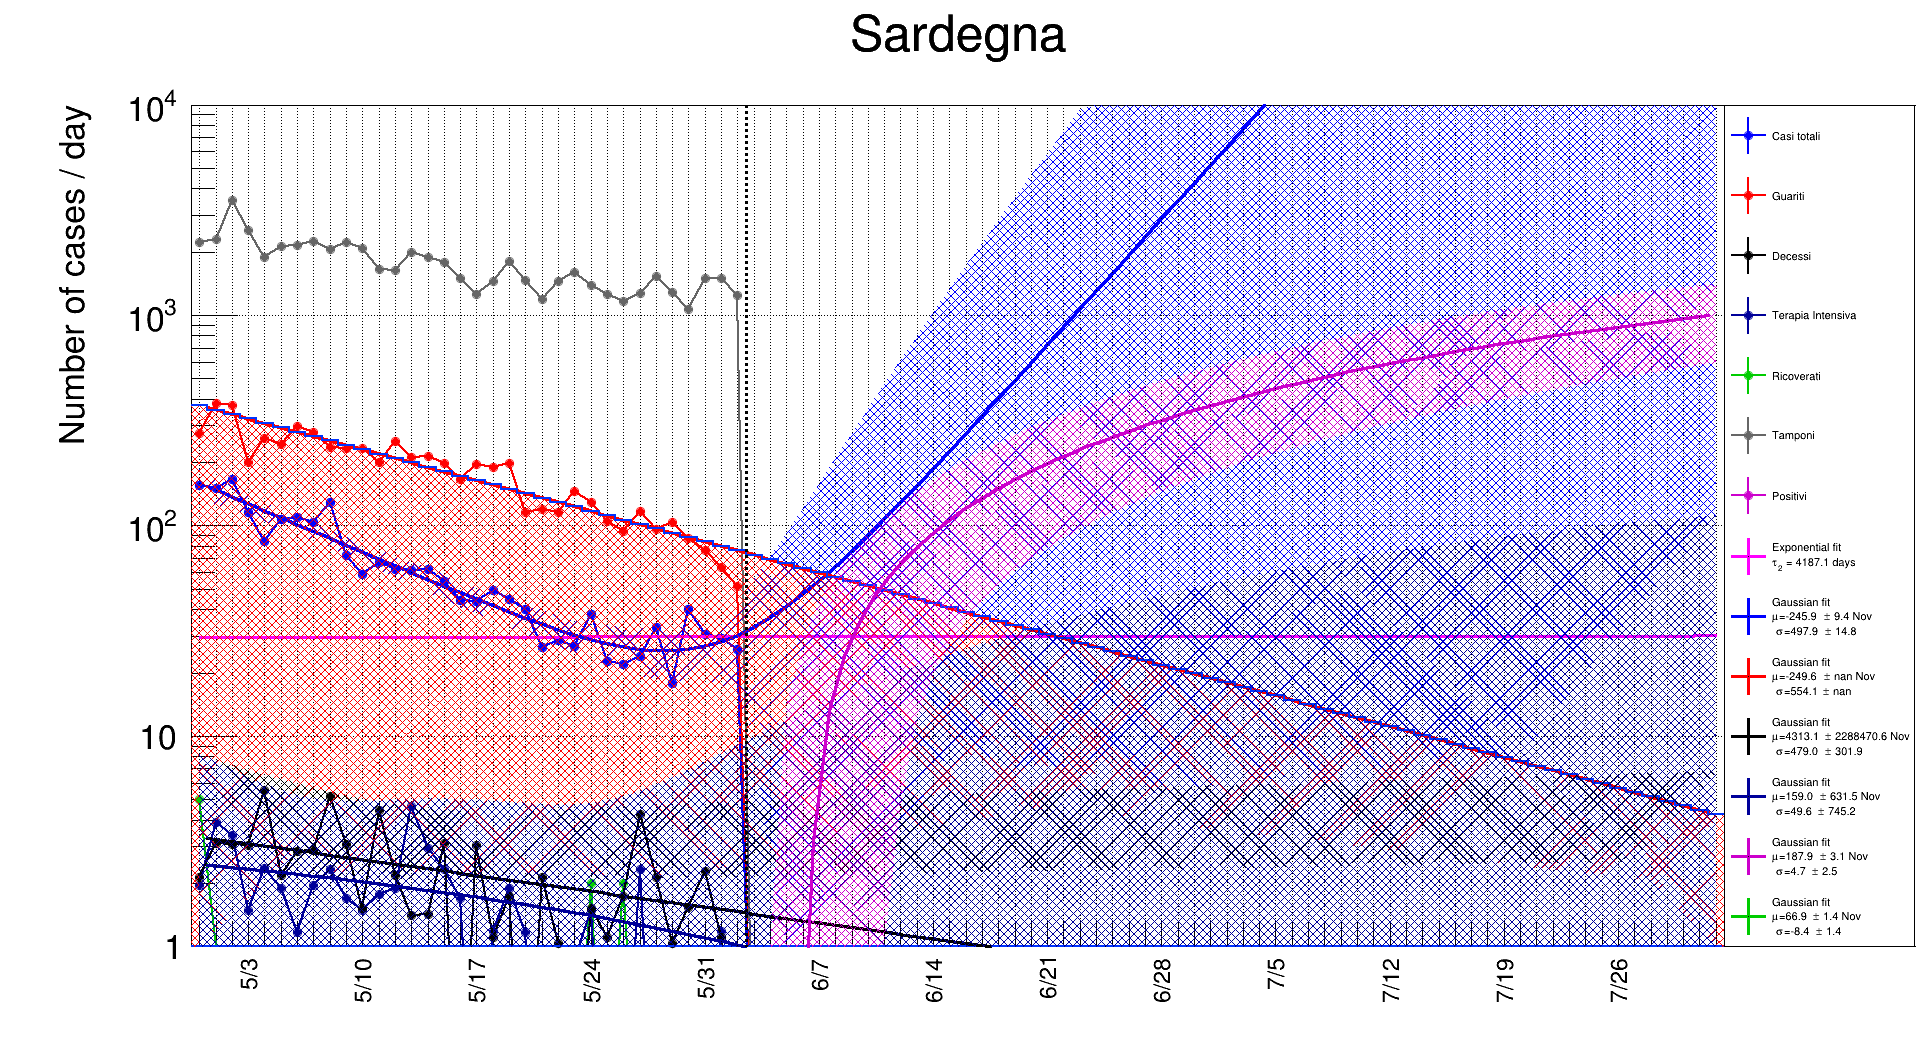 Sardegna
Number of cases / day
10^4
10^3
10^2
10
1
5/3
5/10
5/17
5/24
5/31
6/7
6/14
6/21
6/28
7/5
7/12
7/19
7/26
Casi totali
Guariti
Decessi
Terapia Intensiva
Ricoverati
Tamponi
Positivi
Exponential fit
τ_2 = 4187.1 days
Gaussian fit
μ=-245.9 ± 9.4 Nov
σ=497.9 ± 14.8
Gaussian fit
μ=-249.6 ± nan Nov
σ=554.1 ± nan
Gaussian fit
μ=4313.1 ± 2288470.6 Nov
σ=479.0 ± 301.9
Gaussian fit
μ=159.0 ± 631.5 Nov
σ=49.6 ± 745.2
Gaussian fit
μ=187.9 ± 3.1 Nov
σ=4.7 ± 2.5
Gaussian fit
μ=66.9 ± 1.4 Nov
σ=-8.4 ± 1.4